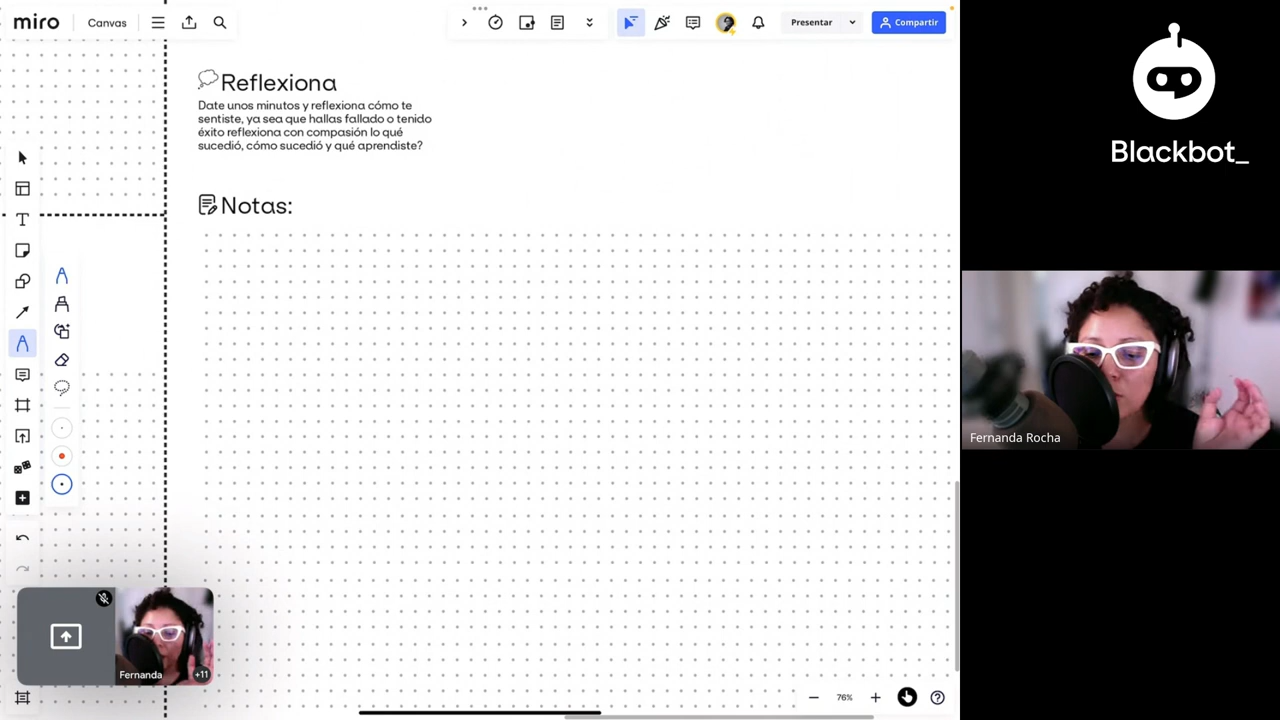 miro
Canvas
Presentar
Compartir
Reflexiona
Date unos minutos y reflexiona cómo te
sentiste, ya sea que hallas fallado o tenido
éxito reflexiona con compasión lo qué
sucedió, cómo sucedió y qué aprendiste?
Notas:
Fernanda
+11
76%
Blackbot_
Fernanda Rocha